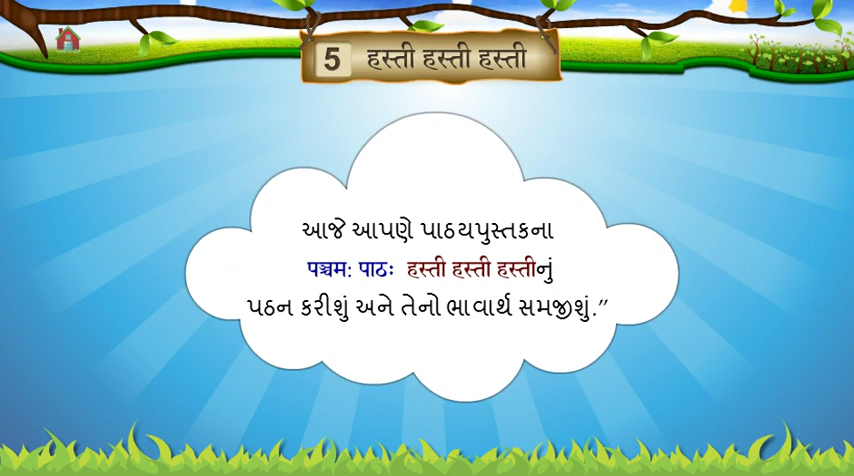 5 हस्ती हस्ती हस्ती
આજે આપણે પાઠયપુસ્તકના
पञ्चम: पाठः हस्ती हस्ती हस्तीનું
પઠન કરીશું અને તેનો ભાવાર્થ સમજીશું.”